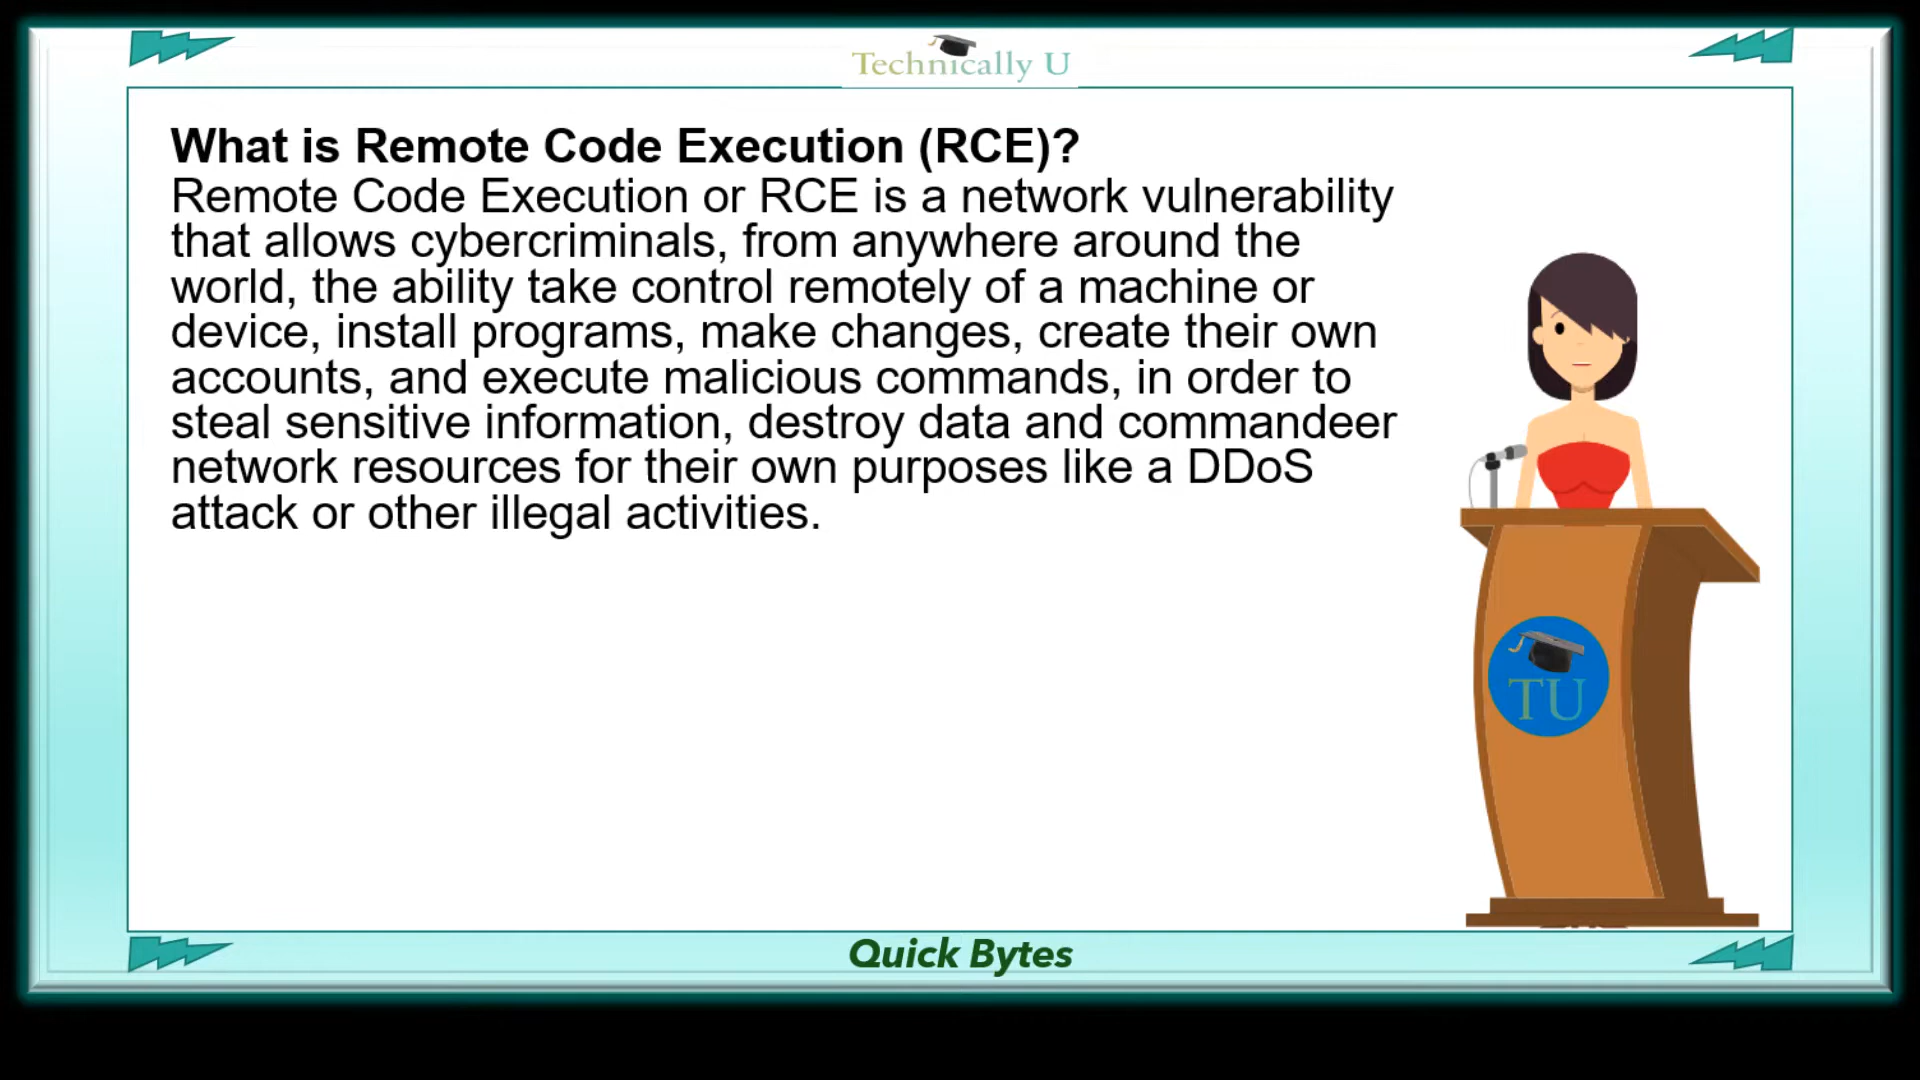 Technically U
What is Remote Code Execution (RCE)?
Remote Code Execution or RCE is a network vulnerability
that allows cybercriminals, from anywhere around the
world, the ability take control remotely of a machine or
device, install programs, make changes, create their own
accounts, and execute malicious commands, in order to
steal sensitive information, destroy data and commandeer
network resources for their own purposes like a DDoS
attack or other illegal activities.
TU
Quick Bytes